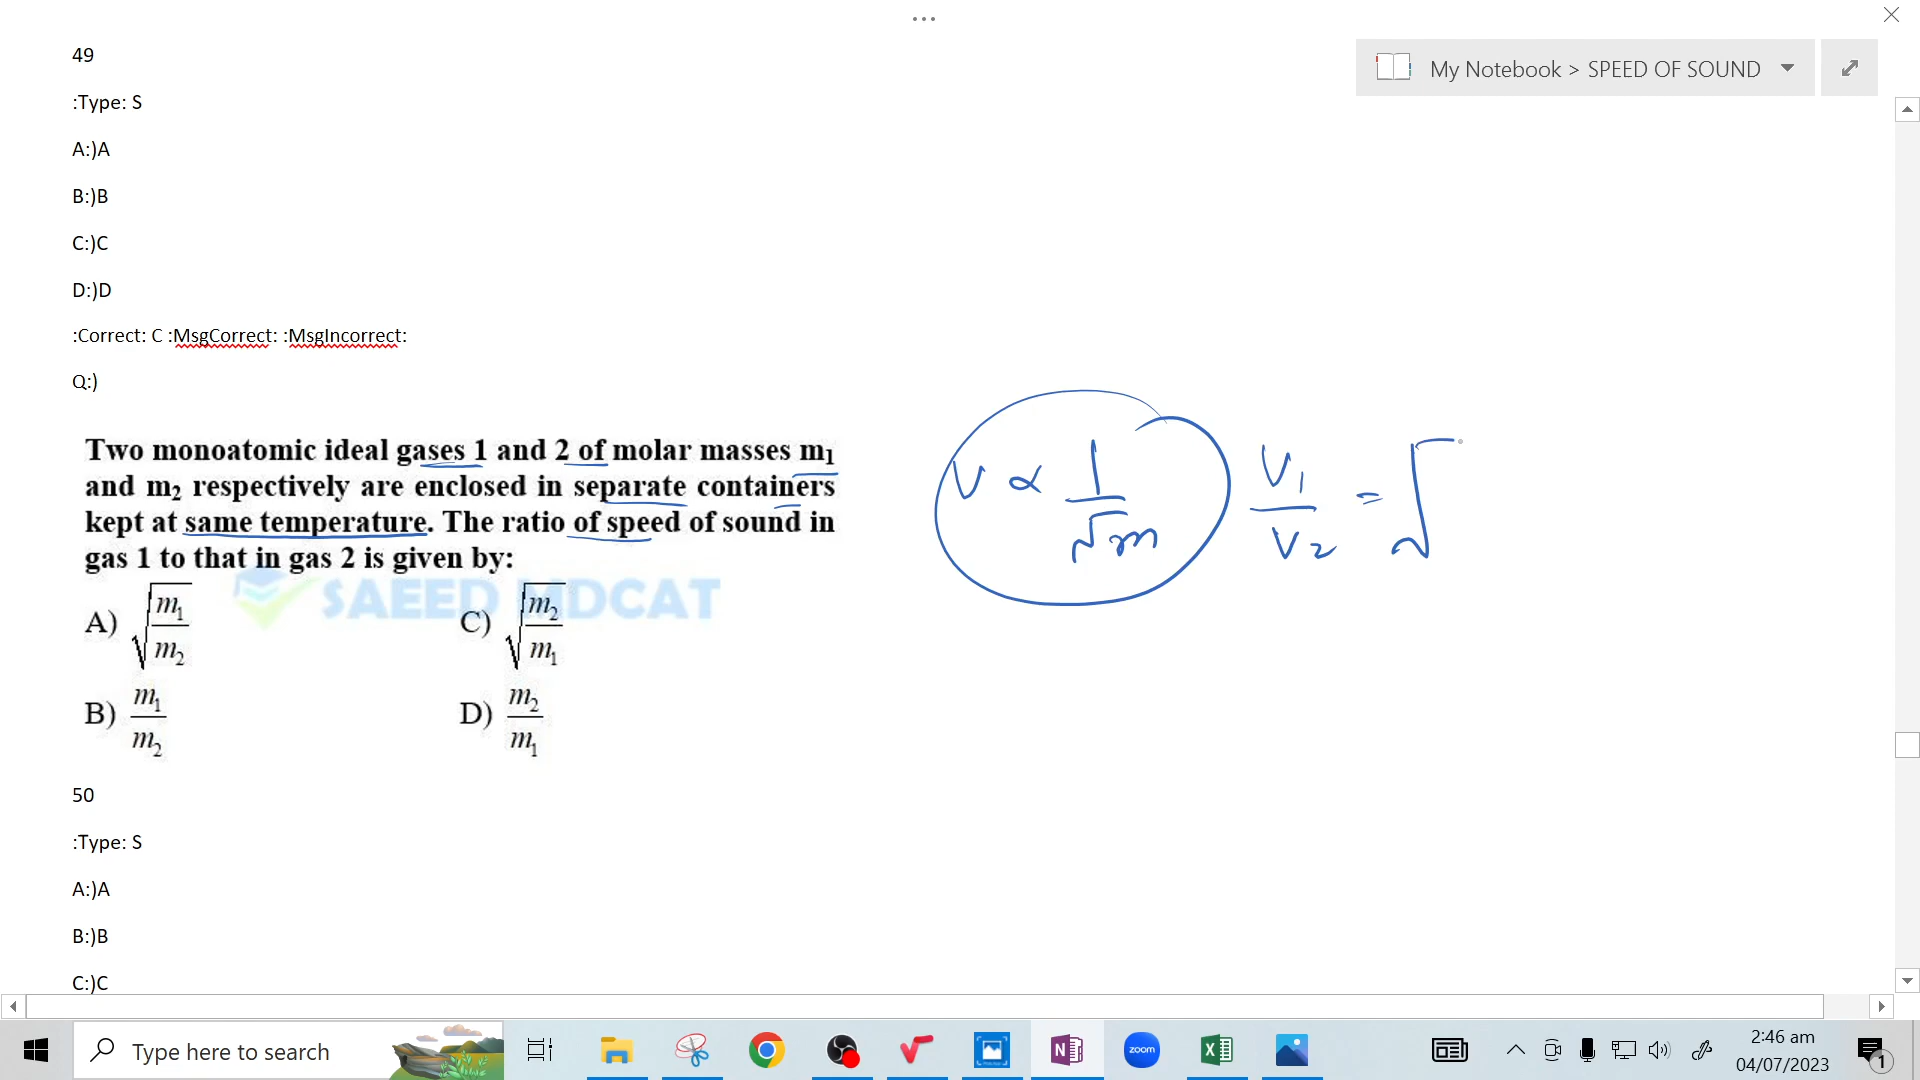 ...
49
My Notebook > SPEED OF SOUND
:Type: S
A:)A
B:)B
C:)C
D:)D
:Correct: C :MsgCorrect: :MsgIncorrect:
Q:)
Two monoatomic ideal gases 1 and 2 of molar masses m₁
and m₂ respectively are enclosed in separate containers
kept at same temperature. The ratio of speed of sound in
gas 1 to that in gas 2 is given by:
SAEED MDCAT
A) √(m₁/m₂)
C) √(m₂/m₁)
B) m₁/m₂
D) m₂/m₁
V ∝ 1/√m
V₁/V₂ = √
50
:Type: S
A:)A
B:)B
C:)C
Type here to search
zoom
2:46 am
04/07/2023
1